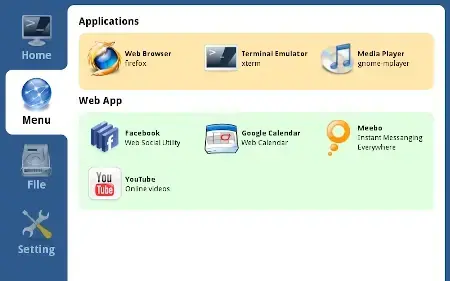 Home
Menu
File
Setting
Applications
Web Browser
firefox
Terminal Emulator
xterm
Media Player
gnome-mplayer
Web App
Facebook
Web Social Utility
Google Calendar
Web Calendar
Meebo
Instant Messanging
Everywhere
You
Tube
YouTube
Online videos